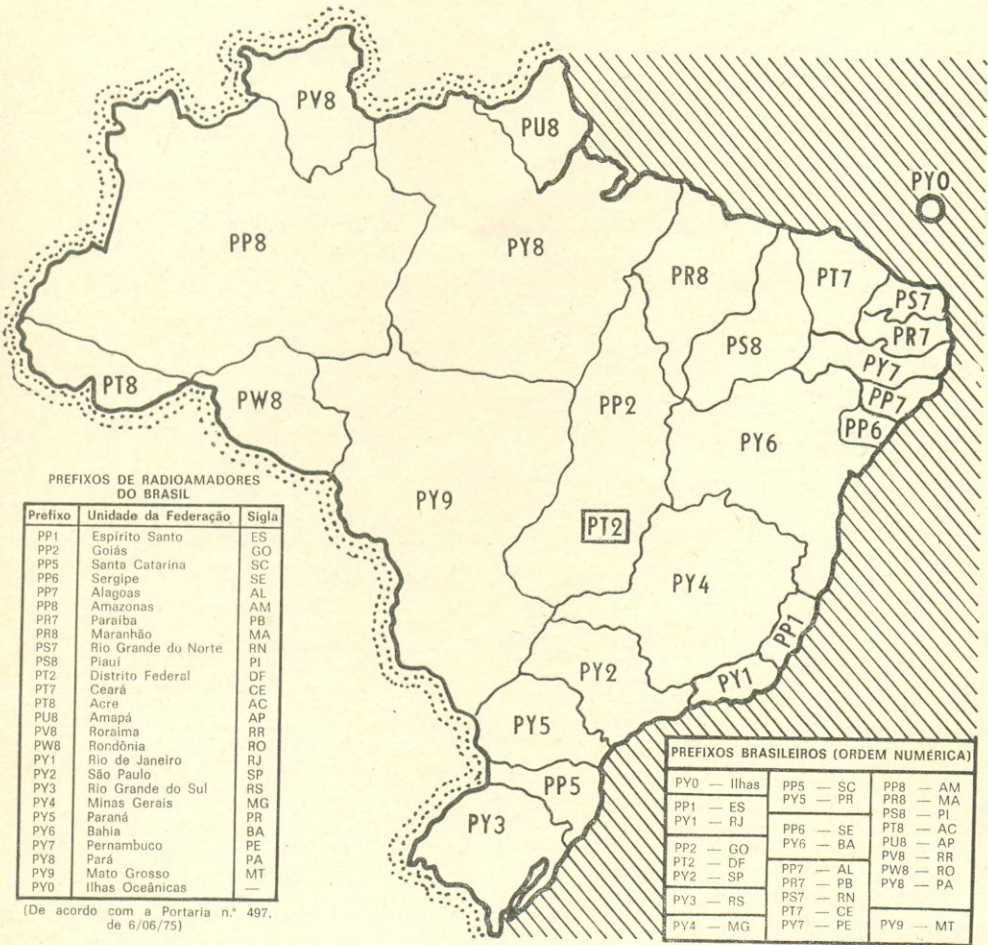 PV8
PU8
PY0
PP8
PY8
PR8
PT7
PS7
PR7
PS8
PY7
PT8
PW8
PP2
PP7
PP6
PY6
PY9
PT2
PY4
PP1
PY2
PY1
PY5
PP5
PY3
PREFIXOS DE RADIOAMADORES
DO BRASIL
Prefixo Unidade da Federação Sigla
PP1 Espírito Santo ES
PP2 Goiás GO
PP5 Santa Catarina SC
PP6 Sergipe SE
PP7 Alagoas AL
PP8 Amazonas AM
PR7 Paraíba PB
PR8 Maranhão MA
PS7 Rio Grande do Norte RN
PS8 Piauí PI
PT2 Distrito Federal DF
PT7 Ceará CE
PT8 Acre AC
PU8 Amapá AP
PV8 Roraima RR
PW8 Rondônia RO
PY1 Rio de Janeiro RJ
PY2 São Paulo SP
PY3 Rio Grande do Sul RS
PY4 Minas Gerais MG
PY5 Paraná PR
PY6 Bahia BA
PY7 Pernambuco PE
PY8 Pará PA
PY9 Mato Grosso MT
PY0 Ilhas Oceânicas —
(De acordo com a Portaria n.º 497,
de 6/06/75)
PREFIXOS BRASILEIROS (ORDEM NUMÉRICA)
PY0 — Ilhas
PP1 — ES
PY1 — RJ
PP2 — GO
PT2 — DF
PY2 — SP
PY3 — RS
PY4 — MG
PP5 — SC
PY5 — PR
PP6 — SE
PY6 — BA
PP7 — AL
PR7 — PB
PS7 — RN
PT7 — CE
PY7 — PE
PP8 — AM
PR8 — MA
PS8 — PI
PT8 — AC
PU8 — AP
PV8 — RR
PW8 — RO
PY8 — PA
PY9 — MT